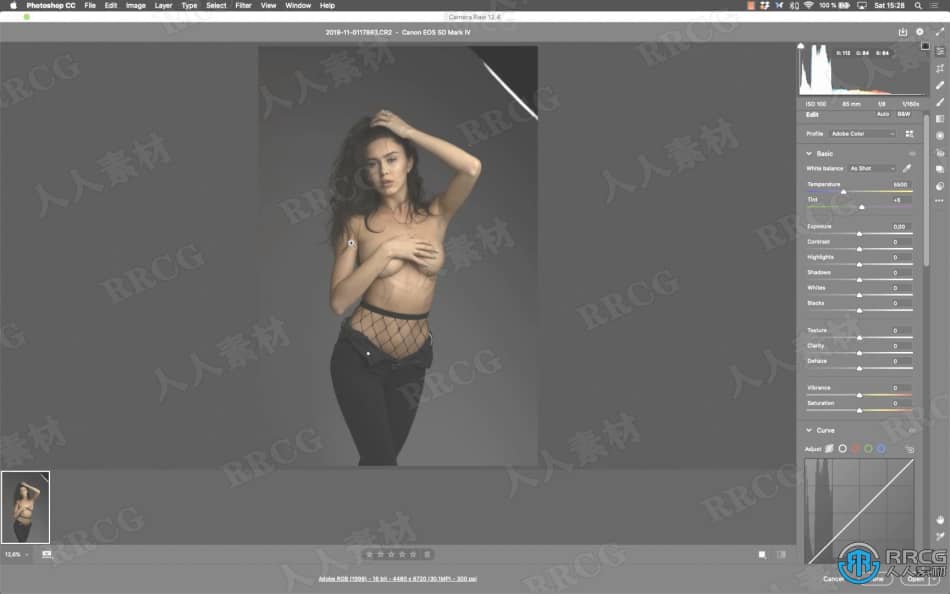 Photoshop CC File Edit Image Layer Type Select Filter View Window Help
100 % Sat 15:28
Camera Raw 12.4
2019-11-0117893.CR2 - Canon EOS 5D Mark IV
R: 112 G: 84 B: 64
ISO 100 85 mm f/8 1/160s
Edit Auto B&W
Profile Adobe Color
Basic
White balance As Shot
Temperature 5500
Tint +5
Exposure 0,20
Contrast 0
Highlights 0
Shadows 0
Whites 0
Blacks 0
Texture 0
Clarity 0
Dehaze 0
Vibrance 0
Saturation 0
Curve
Adjust
12,6%
Adobe RGB (1998) - 16 bit - 4480 x 6720 (30.1MP) - 300 ppi
Cancel Open
RRCG
人人素材